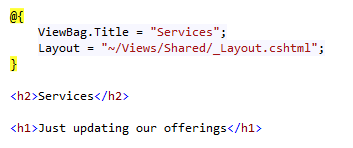 @{
    ViewBag.Title = "Services";
    Layout = "~/Views/Shared/_Layout.cshtml";
}
<h2>Services</h2>
<h1>Just updating our offerings</h1>